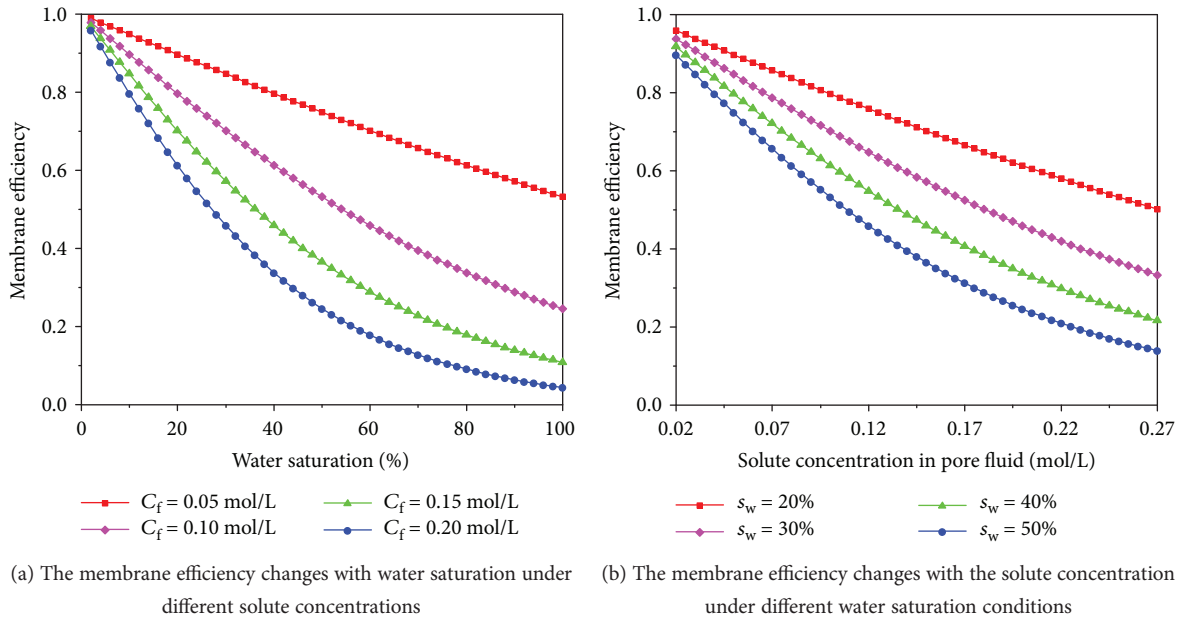 1.0
0.8
0.6
0.4
0.2
0.0
Membrane efficiency
0 20 40 60 80 100
Water saturation (%)
C_f = 0.05 mol/L
C_f = 0.10 mol/L
C_f = 0.15 mol/L
C_f = 0.20 mol/L
(a) The membrane efficiency changes with water saturation under
different solute concentrations
1.0
0.8
0.6
0.4
0.2
0.0
Membrane efficiency
0.02 0.07 0.12 0.17 0.22 0.27
Solute concentration in pore fluid (mol/L)
s_w = 20%
s_w = 30%
s_w = 40%
s_w = 50%
(b) The membrane efficiency changes with the solute concentration
under different water saturation conditions